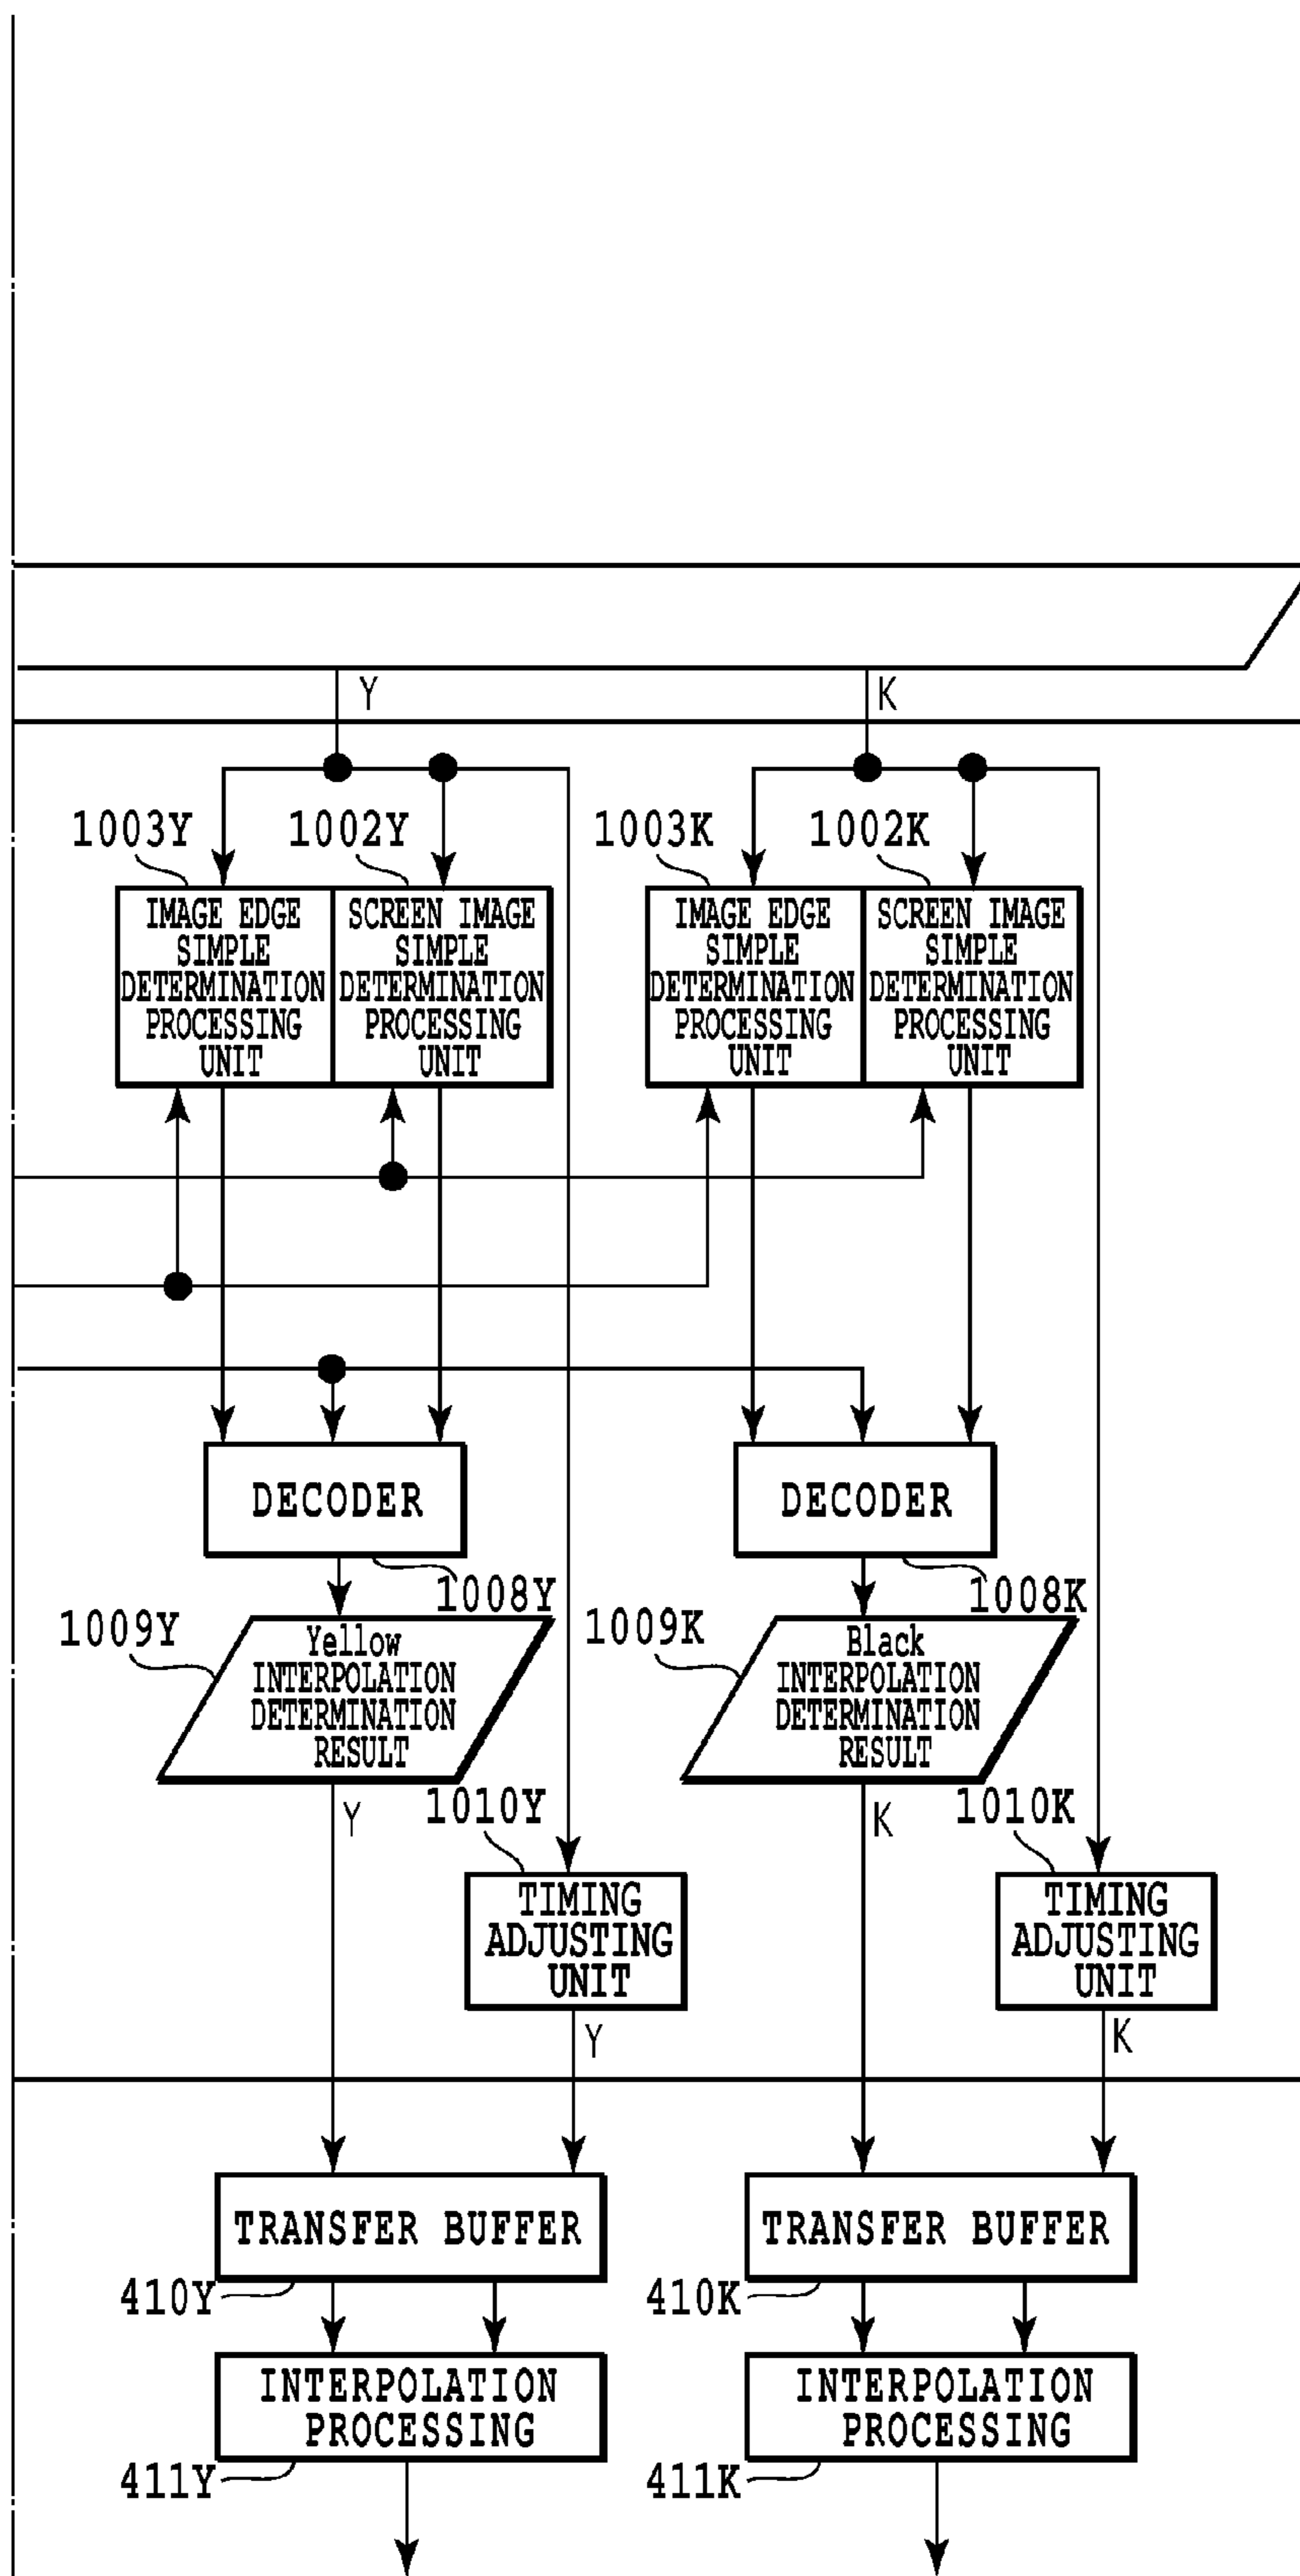 Y
K
1003Y
1002Y
1003K
1002K
IMAGE EDGE
SIMPLE
DETERMINATION
PROCESSING
UNIT
SCREEN IMAGE
SIMPLE
DETERMINATION
PROCESSING
UNIT
IMAGE EDGE
SIMPLE
DETERMINATION
PROCESSING
UNIT
SCREEN IMAGE
SIMPLE
DETERMINATION
PROCESSING
UNIT
DECODER
DECODER
1008Y
1008K
1009Y
1009K
Yellow
INTERPOLATION
DETERMINATION
RESULT
Black
INTERPOLATION
DETERMINATION
RESULT
Y
1010Y
K
1010K
TIMING
ADJUSTING
UNIT
TIMING
ADJUSTING
UNIT
Y
K
TRANSFER BUFFER
TRANSFER BUFFER
410Y
410K
INTERPOLATION
PROCESSING
INTERPOLATION
PROCESSING
411Y
411K